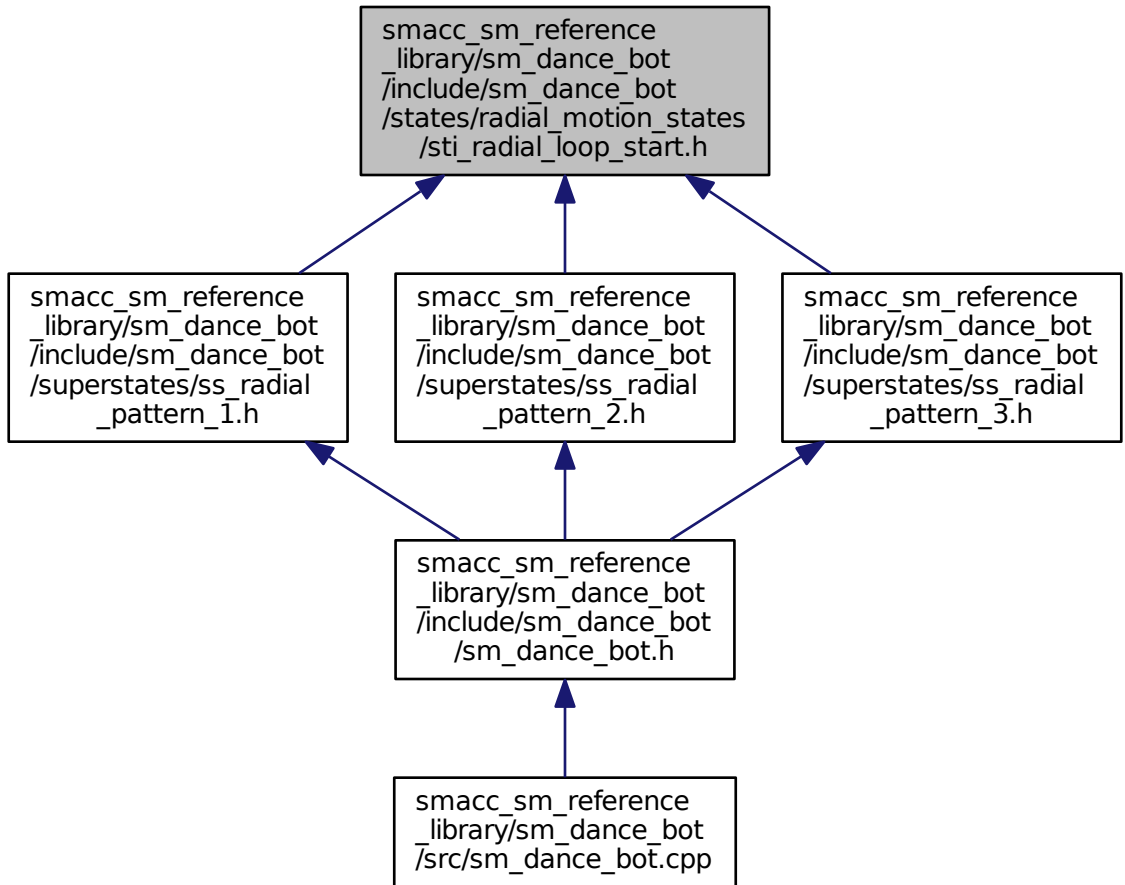 smacc_sm_reference
_library/sm_dance_bot
/include/sm_dance_bot
/states/radial_motion_states
/sti_radial_loop_start.h
smacc_sm_reference
_library/sm_dance_bot
/include/sm_dance_bot
/superstates/ss_radial
_pattern_1.h
smacc_sm_reference
_library/sm_dance_bot
/include/sm_dance_bot
/superstates/ss_radial
_pattern_2.h
smacc_sm_reference
_library/sm_dance_bot
/include/sm_dance_bot
/superstates/ss_radial
_pattern_3.h
smacc_sm_reference
_library/sm_dance_bot
/include/sm_dance_bot
/sm_dance_bot.h
smacc_sm_reference
_library/sm_dance_bot
/src/sm_dance_bot.cpp